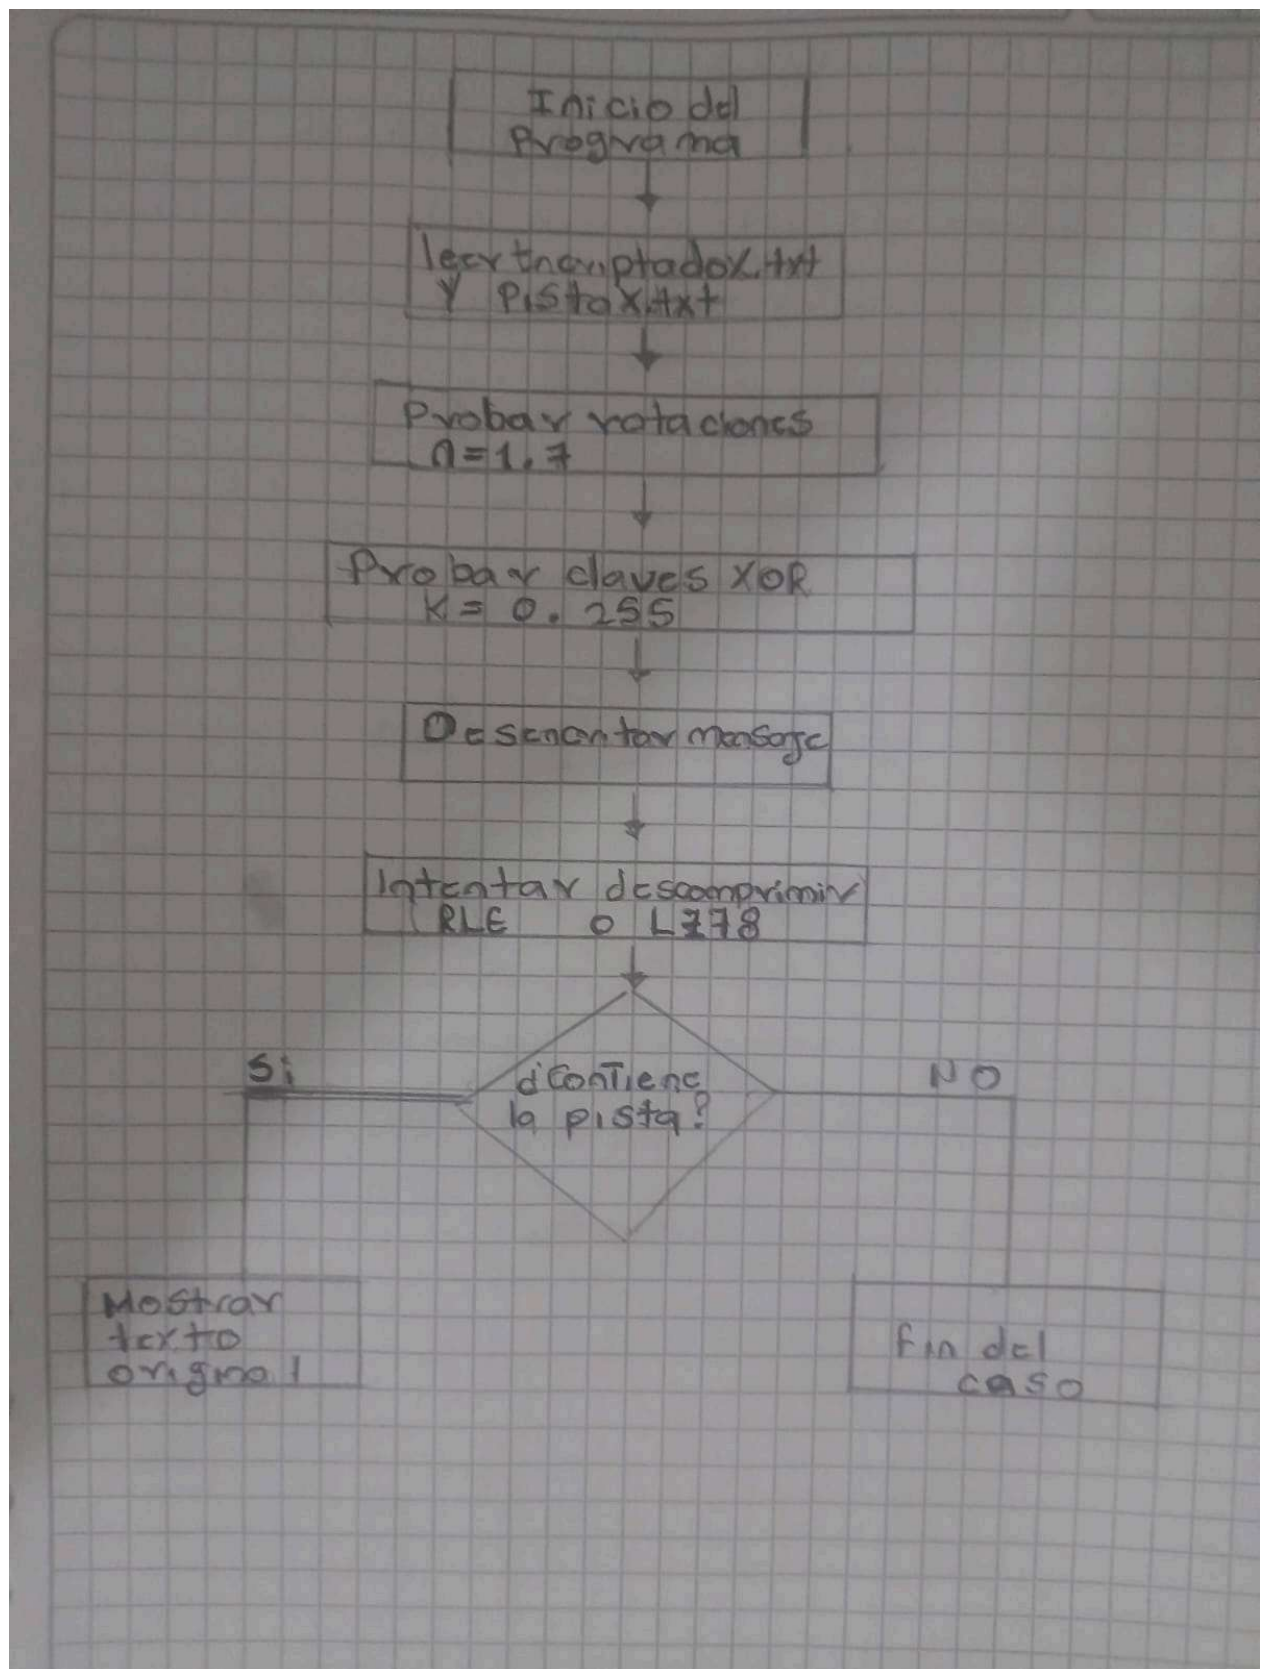 Inicio del
Programa
leer EncriptadoX.txt
y PistaX.txt
Probar rotaciones
n=1.7
Probar claves XOR
K= 0. 255
Desencantar mensaje
Intentar descomprimir
RLE o LZ78
Si
¿Contiene
la pista?
NO
Mostrar
texto
original
Fin del
caso